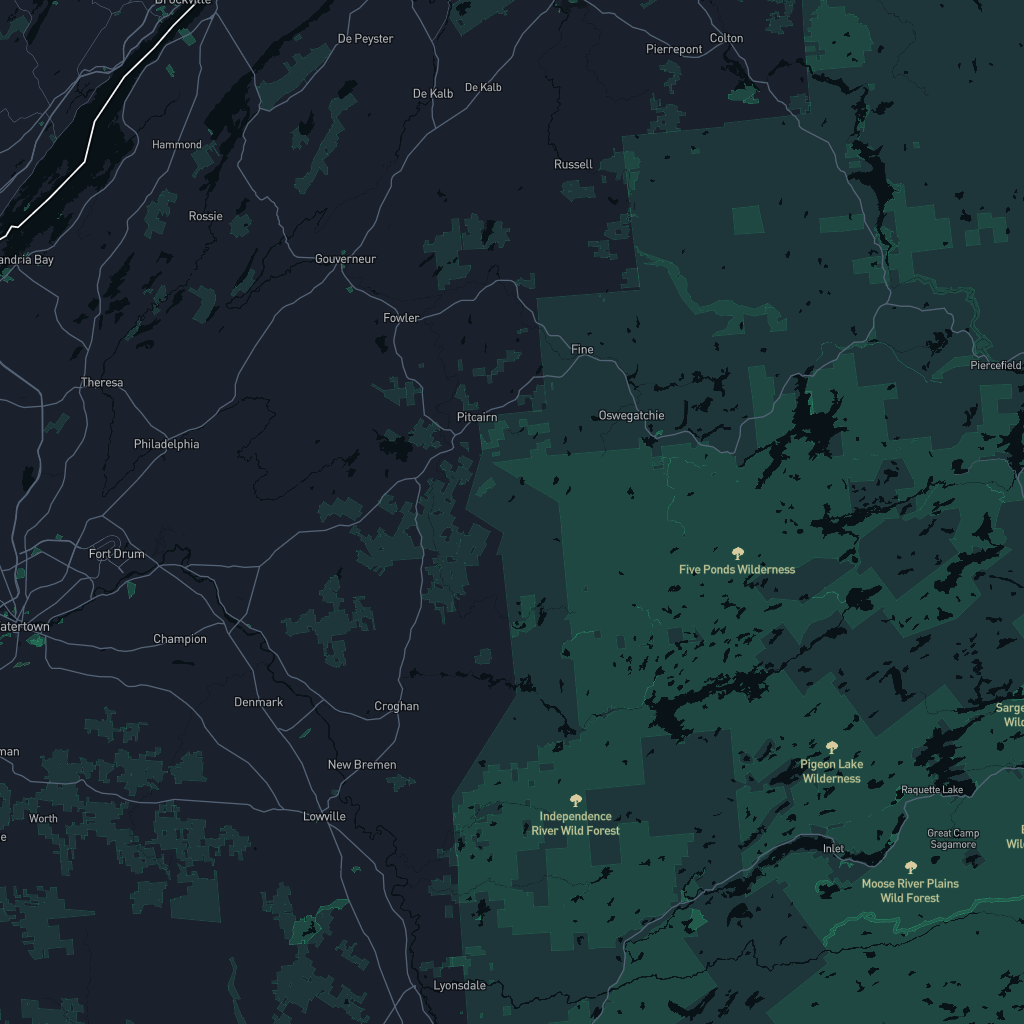 De Peyster
Colton
Pierrepont
De Kalb
De Kalb
Hammond
Russell
Rossie
Gouverneur
andria Bay
Fowler
Fine
Piercefield
Theresa
Oswegatchie
Pitcairn
Philadelphia
Fort Drum
Five Ponds Wilderness
atertown
Champion
Denmark
Croghan
Sarge
Wild
man
New Bremen
Pigeon Lake
Wilderness
Raquette Lake
Lowville
Worth
Independence
River Wild Forest
Great Camp
Sagamore
Inlet
Moose River Plains
Wild Forest
Lyonsdale